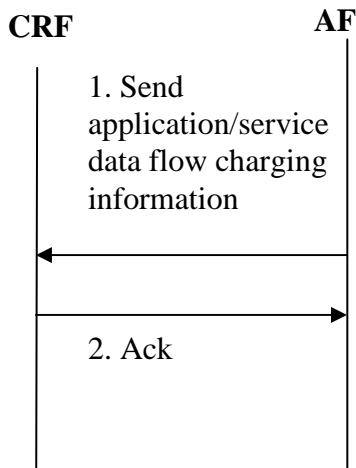 CRF
AF
1. Send
application/service
data flow charging
information
2. Ack